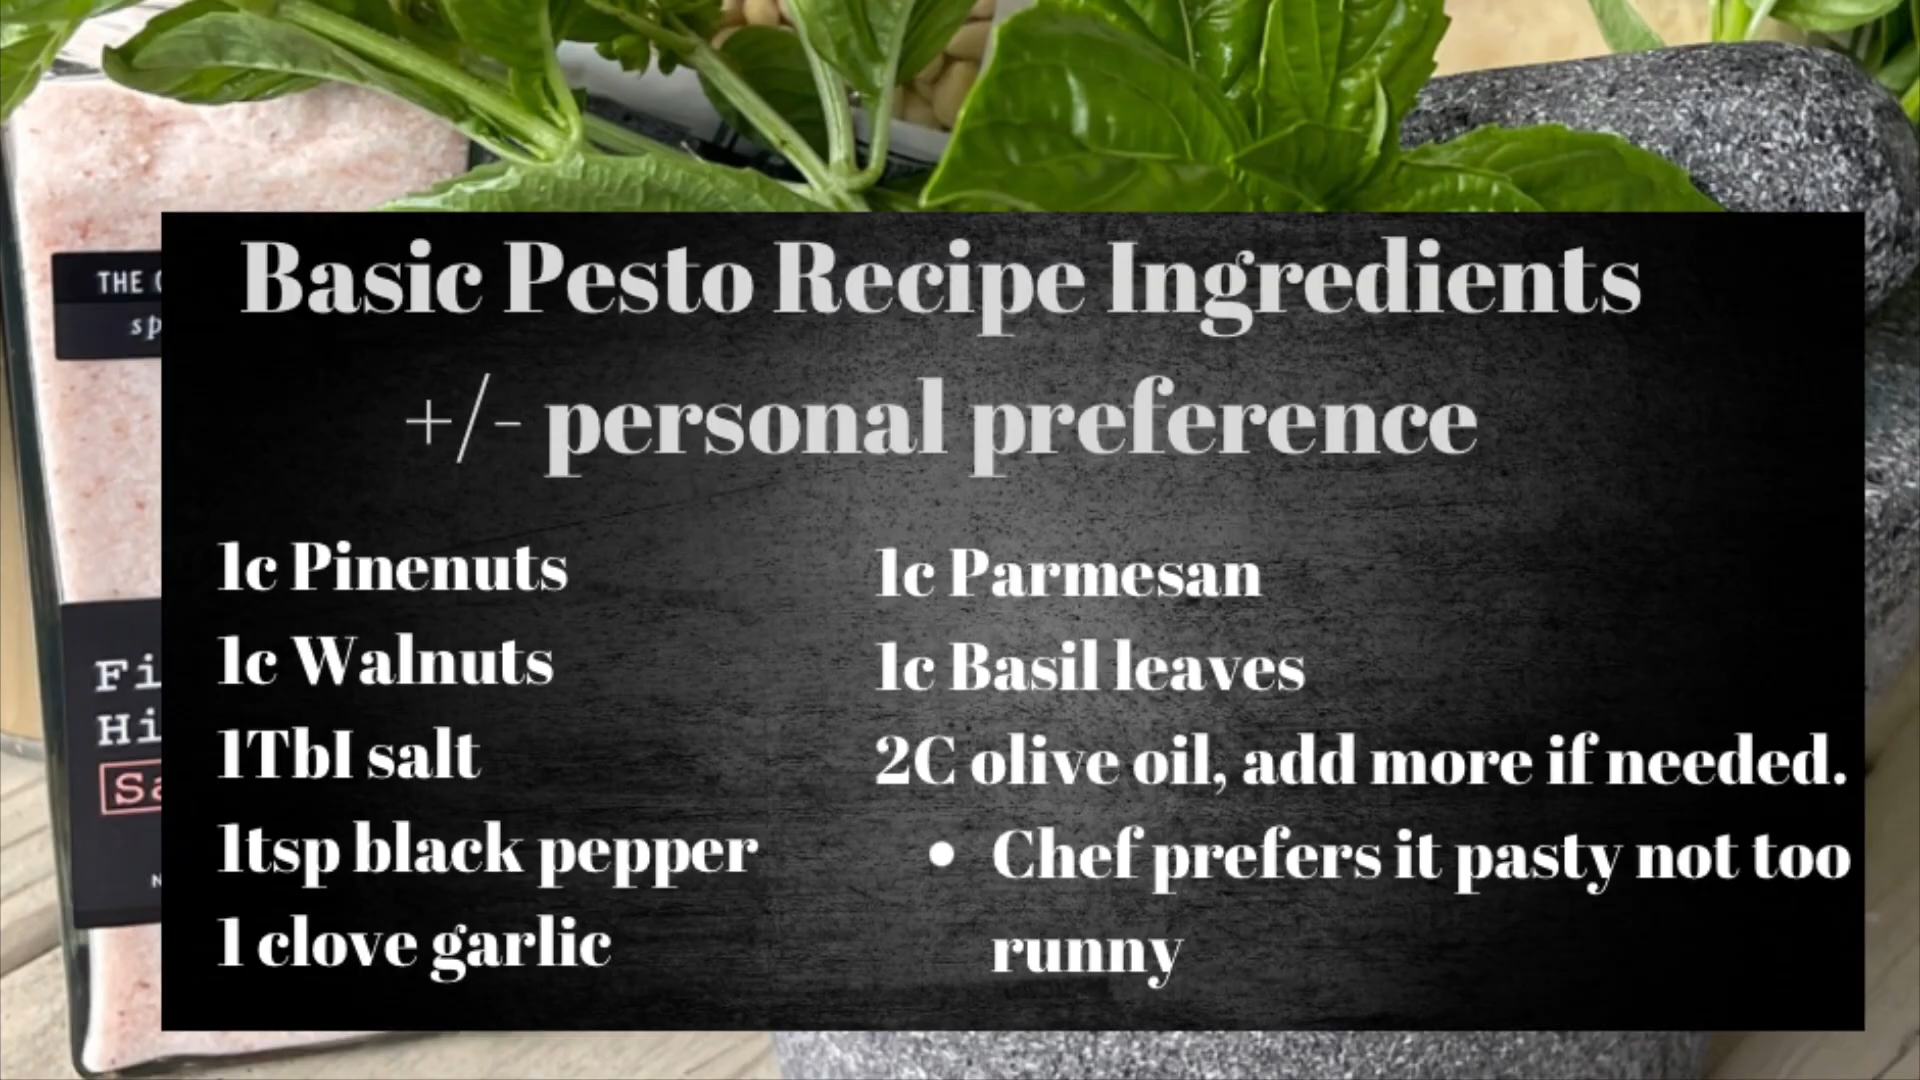 Basic Pesto Recipe Ingredients
+/- personal preference
1c Pinenuts
1c Walnuts
1Tbl salt
1tsp black pepper
1 clove garlic
1c Parmesan
1c Basil leaves
2C olive oil, add more if needed.
• Chef prefers it pasty not too
runny
THE
sp
Fi
Hi
Sa